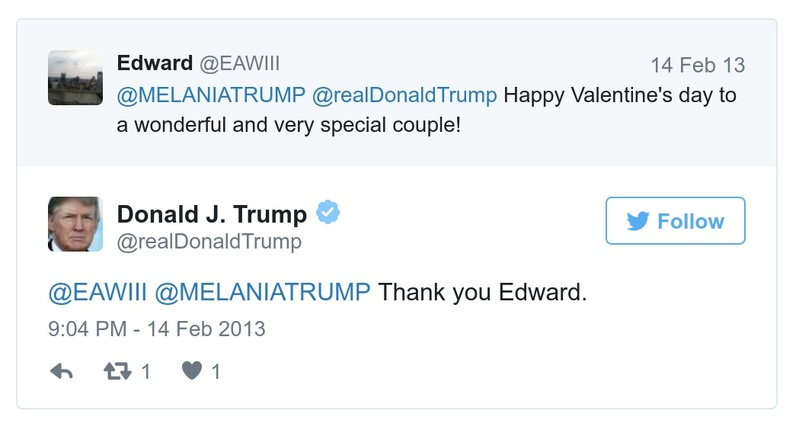 Edward @EAWIII 14 Feb 13
@MELANIATRUMP @realDonaldTrump Happy Valentine's day to
a wonderful and very special couple!
Donald J. Trump
@realDonaldTrump
Follow
@EAWIII @MELANIATRUMP Thank you Edward.
9:04 PM - 14 Feb 2013
1 1